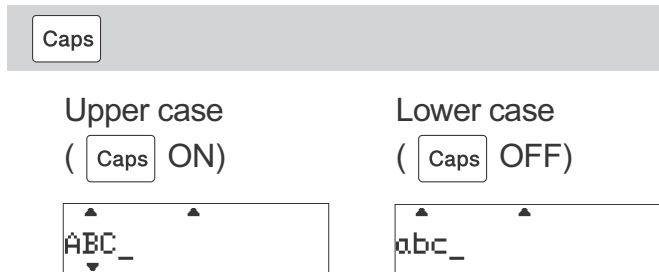 Caps
Upper case
( Caps ON)
ABC_
Lower case
( Caps OFF)
abc_